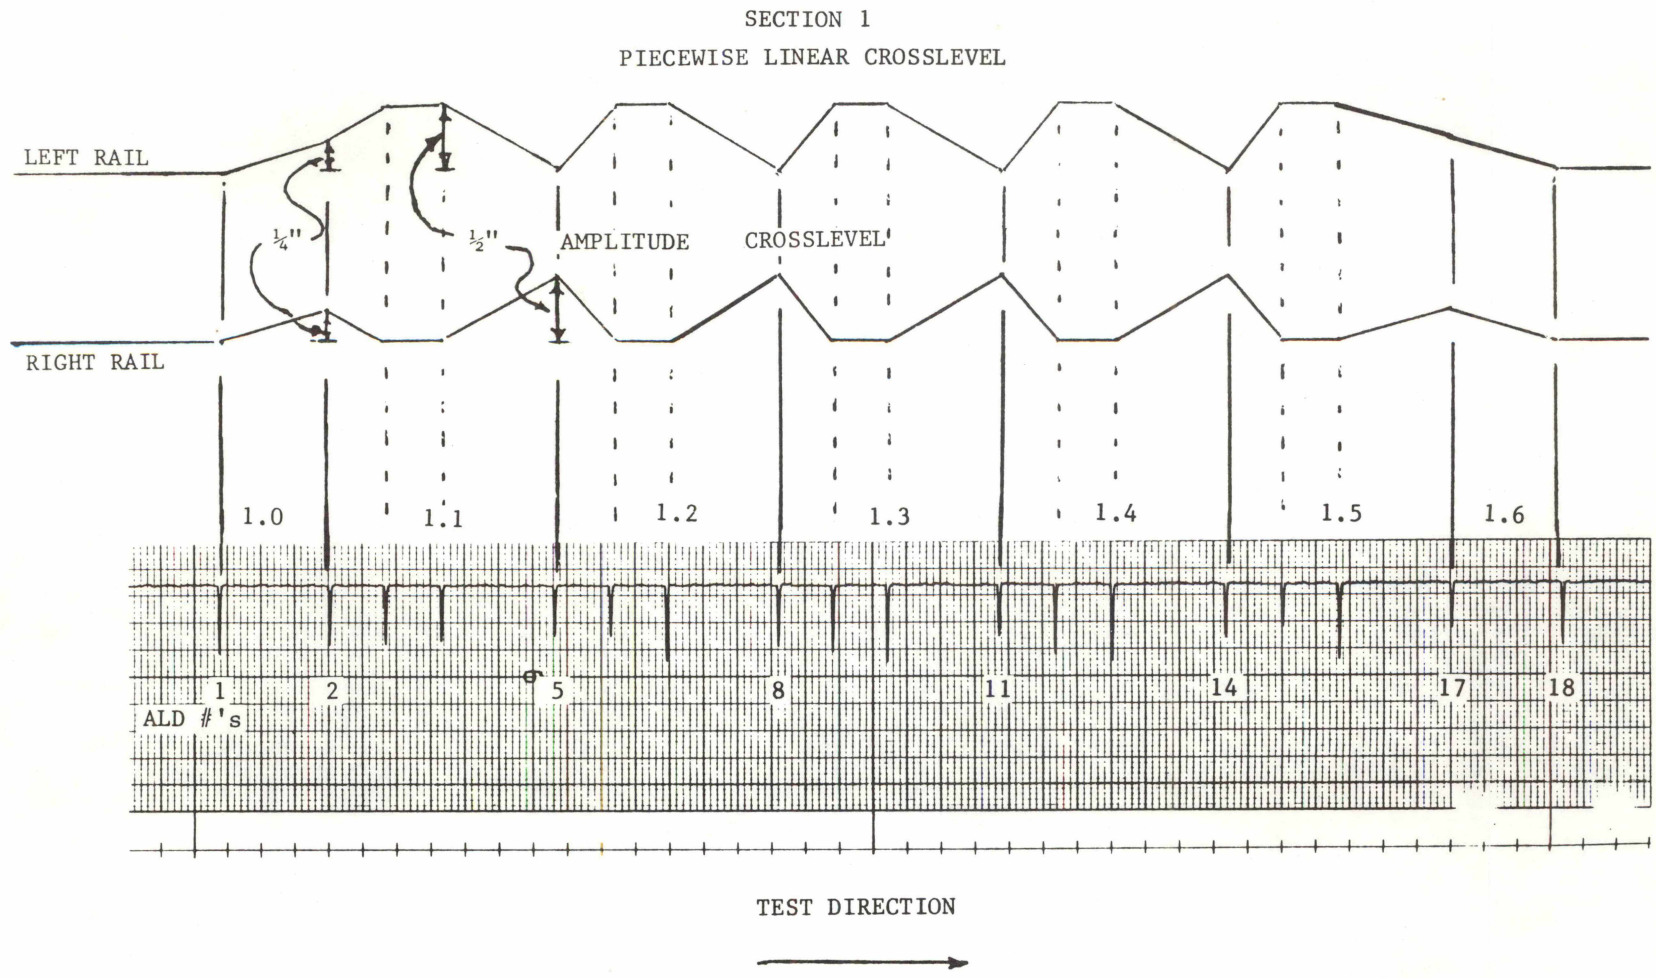 SECTION 1
PIECEWISE LINEAR CROSSLEVEL
LEFT RAIL
¼" ½" AMPLITUDE CROSSLEVEL
RIGHT RAIL
1.0 1.1 1.2 1.3 1.4 1.5 1.6
1 2 5 8 11 14 17 18
ALD #'s
TEST DIRECTION